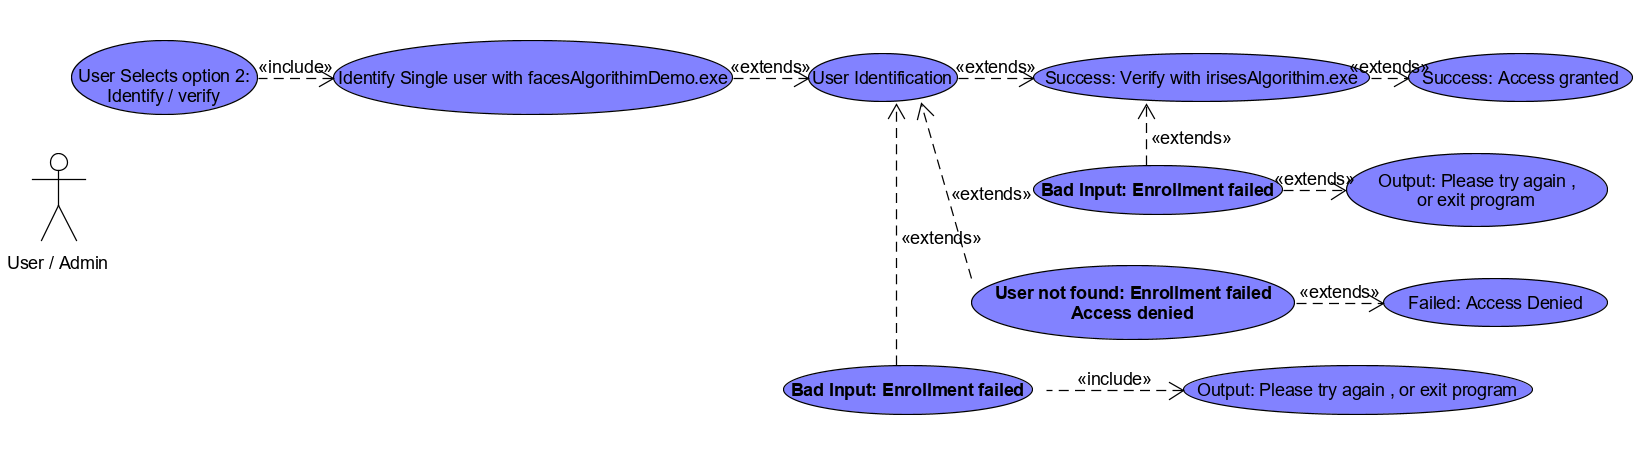 User Selects option 2:
Identify / verify
«include»
Identify Single user with facesAlgorithimDemo.exe
«extends»
User Identification
«extends»
Success: Verify with irisesAlgorithim.exe
«extends»
Success: Access granted
«extends»
Bad Input: Enrollment failed
«extends»
Output: Please try again ,
or exit program
«extends»
«extends»
User / Admin
User not found: Enrollment failed
Access denied
«extends»
Failed: Access Denied
Bad Input: Enrollment failed
«include»
Output: Please try again , or exit program